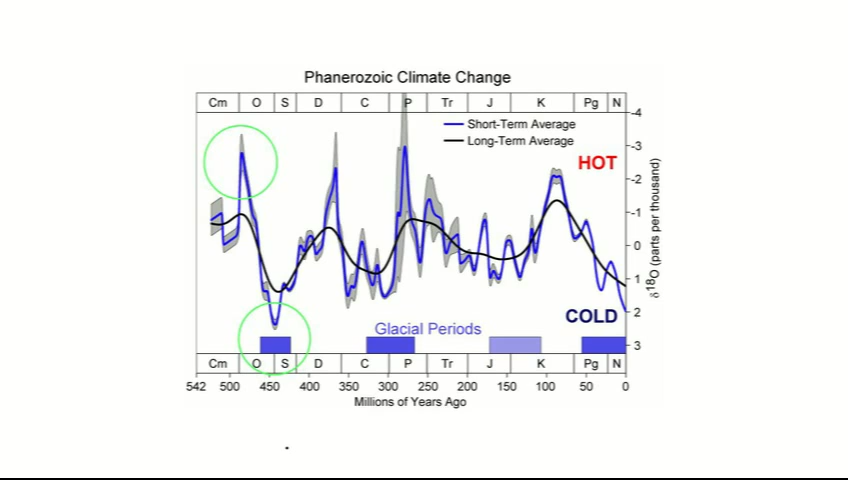 Phanerozoic Climate Change
Cm O S D C P Tr J K Pg N
Short-Term Average
Long-Term Average
HOT
COLD
Glacial Periods
-4
-3
-2
-1
0
1
2
3
δ18O (parts per thousand)
Cm O S D C P Tr J K Pg N
542 500 450 400 350 300 250 200 150 100 50 0
Millions of Years Ago